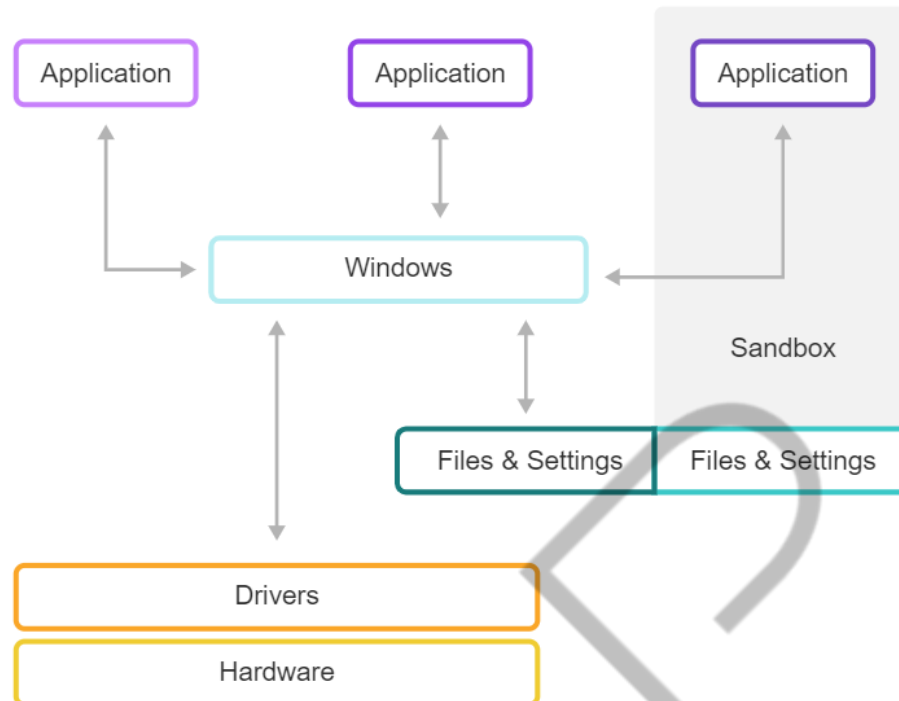 Application
Application
Application
Windows
Sandbox
Files & Settings
Files & Settings
Drivers
Hardware